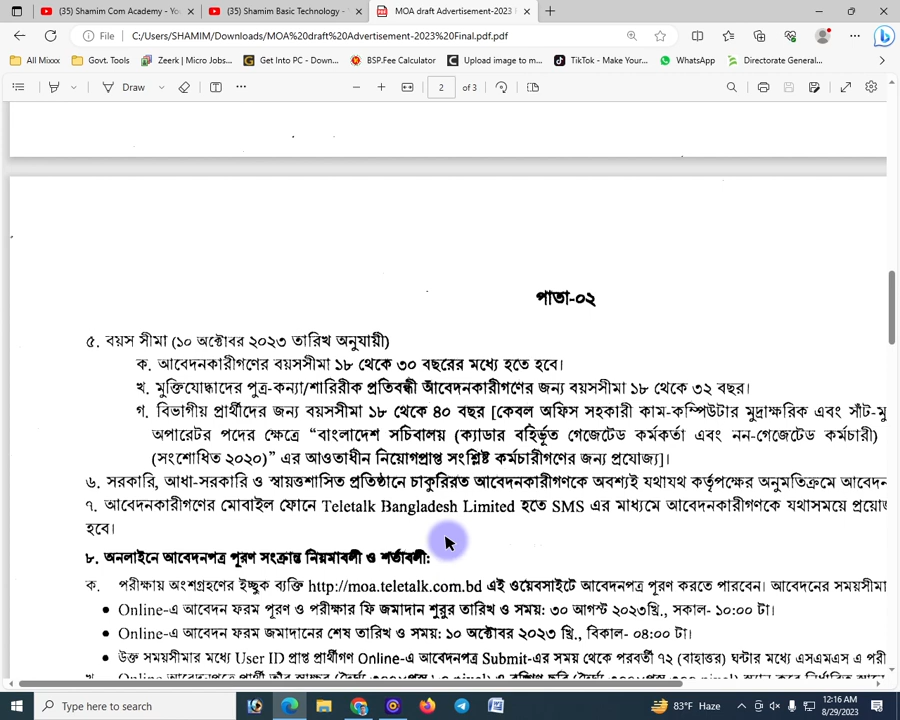 (35) Shamim Com Academy - Yo
(35) Shamim Basic Technology -
MOA draft Advertisement-2023
File
C:/Users/SHAMIM/Downloads/MOA%20draft%20Advertisement-2023%20Final.pdf.pdf
All Mixxx
Govt. Tools
Zeerk | Micro Jobs...
Get Into PC - Down...
BSP.Fee Calculator
Upload image to m...
TikTok - Make Your...
WhatsApp
Directorate General...
Draw
2 of 3
পাতা-০২
৫. বয়স সীমা (১০ অক্টোবর ২০২৩ তারিখ অনুযায়ী)
ক. আবেদনকারীগণের বয়সসীমা ১৮ থেকে ৩০ বছরের মধ্যে হতে হবে।
খ. মুক্তিযোদ্ধাদের পুত্র-কন্যা/শারিরীক প্রতিবন্ধী আবেদনকারীগণের জন্য বয়সসীমা ১৮ থেকে ৩২ বছর।
গ. বিভাগীয় প্রার্থীদের জন্য বয়সসীমা ১৮ থেকে ৪০ বছর [কেবল অফিস সহকারী কাম-কম্পিউটার মুদ্রাক্ষরিক এবং সাঁট-মু
অপারেটর পদের ক্ষেত্রে “বাংলাদেশ সচিবালয় (ক্যাডার বহির্ভূত গেজেটেড কর্মকর্তা এবং নন-গেজেটেড কর্মচারী)
(সংশোধিত ২০২০)” এর আওতাধীন নিয়োগপ্রাপ্ত সংশ্লিষ্ট কর্মচারীগণের জন্য প্রযোজ্য]।
৬. সরকারি, আধা-সরকারি ও স্বায়ত্তশাসিত প্রতিষ্ঠানে চাকুরিরত আবেদনকারীগণকে অবশ্যই যথাযথ কর্তৃপক্ষের অনুমতিক্রমে আবেদন
৭. আবেদনকারীগণের মোবাইল ফোনে Teletalk Bangladesh Limited হতে SMS এর মাধ্যমে আবেদনকারীগণকে যথাসময়ে প্রয়োজ
হবে।
৮. অনলাইনে আবেদনপত্র পূরণ সংক্রান্ত নিয়মাবলী ও শর্তাবলী:
ক. পরীক্ষায় অংশগ্রহণের ইচ্ছুক ব্যক্তি http://moa.teletalk.com.bd এই ওয়েবসাইটে আবেদনপত্র পূরণ করতে পারবেন। আবেদনের সময়সীমা
• Online-এ আবেদন ফরম পূরণ ও পরীক্ষার ফি জমাদান শুরুর তারিখ ও সময়: ৩০ আগস্ট ২০২৩খ্রি., সকাল- ১০:০০ টা।
• Online-এ আবেদন ফরম জমাদানের শেষ তারিখ ও সময়: ১০ অক্টোবর ২০২৩ খ্রি., বিকাল- ০৪:০০ টা।
• উক্ত সময়সীমার মধ্যে User ID প্রাপ্ত প্রার্থীগণ Online-এ আবেদনপত্র Submit-এর সময় থেকে পরবর্তী ৭২ (বাহাত্তর) ঘন্টার মধ্যে এসএমএস এ পরী
Type here to search
83°F Haze
12:16 AM
8/29/2023